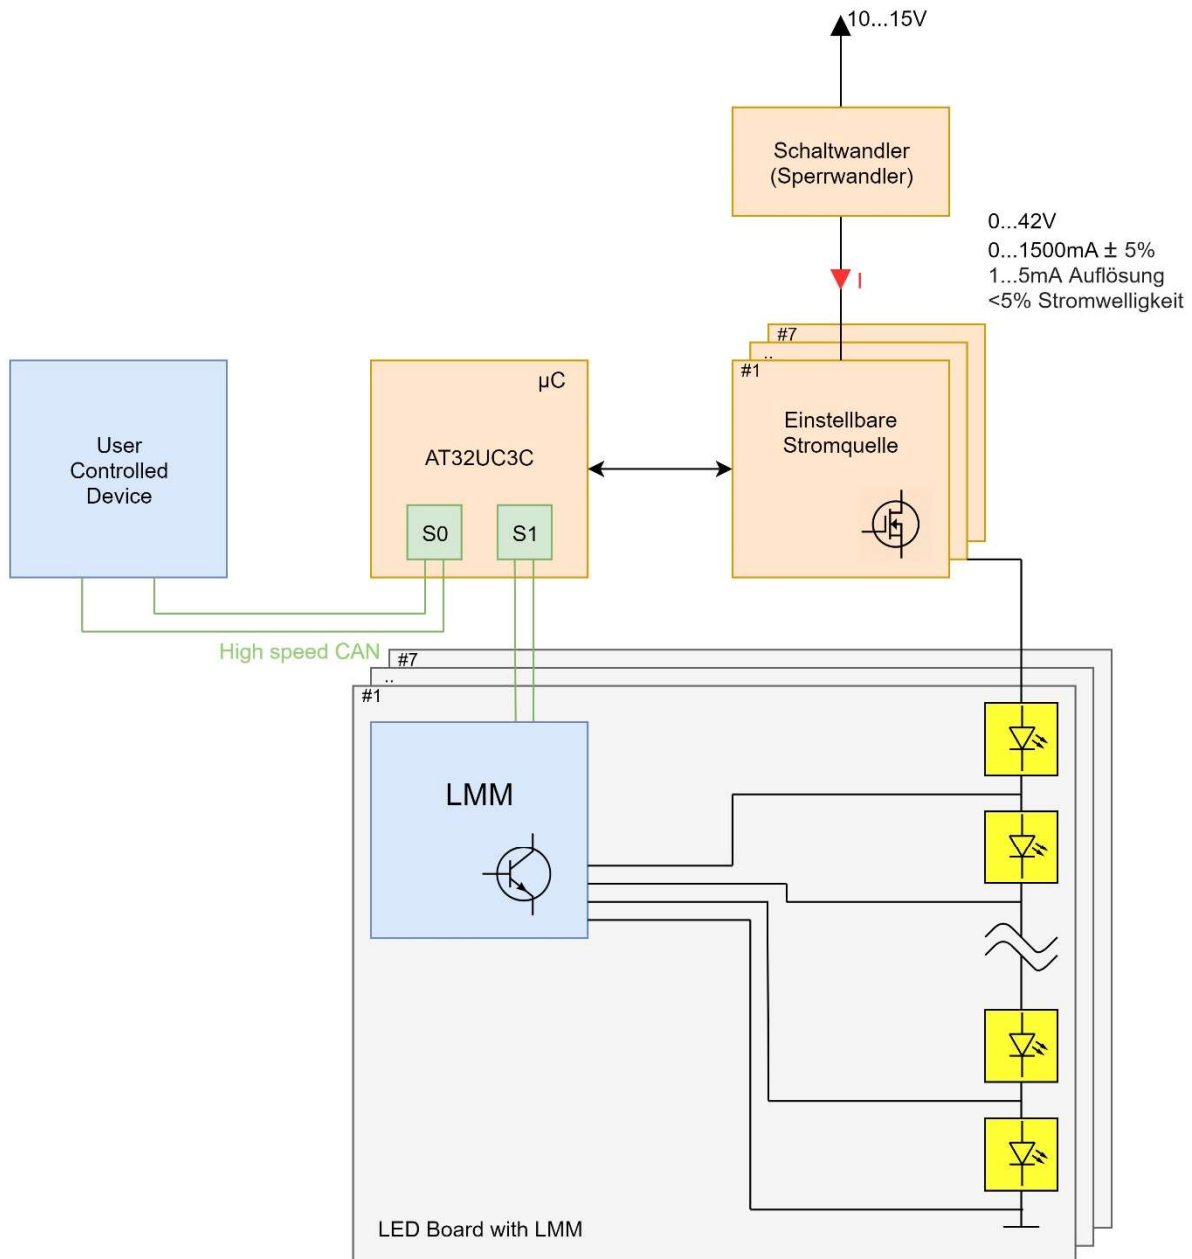 10...15V
Schaltwandler
(Sperrwandler)
0...42V
0...1500mA ± 5%
1...5mA Auflösung
<5% Stromwelligkeit
I
#7
..
#1
Einstellbare
Stromquelle
µC
AT32UC3C
S0
S1
User
Controlled
Device
High speed CAN
#7
..
#1
LMM
LED Board with LMM